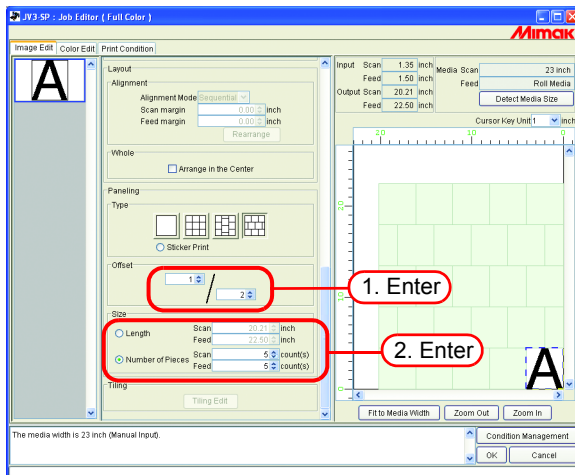 JV3-SP : Job Editor ( Full Color )
Mimak
Image Edit Color Edit Print Condition
A
Layout
Alignment
Alignment Mode Sequential
Scan margin 0.00 inch
Feed margin 0.00 inch
Rearrange
Whole
Arrange in the Center
Paneling
Type
Sticker Print
Offset
1 / 2
1. Enter
Size
Length Scan 20.21 inch
Feed 22.50 inch
Number of Pieces Scan 5 count(s)
Feed 5 count(s)
2. Enter
Tiling
Tiling Edit
Input Scan 1.35 inch
Feed 1.50 inch
Output Scan 20.21 inch
Feed 22.50 inch
Media Scan 23 inch
Feed Roll Media
Detect Media Size
Cursor Key Unit 1 inch
20 10 0
20
10
0
A
Fit to Media Width Zoom Out Zoom In
The media width is 23 inch (Manual Input).
Condition Management
OK Cancel